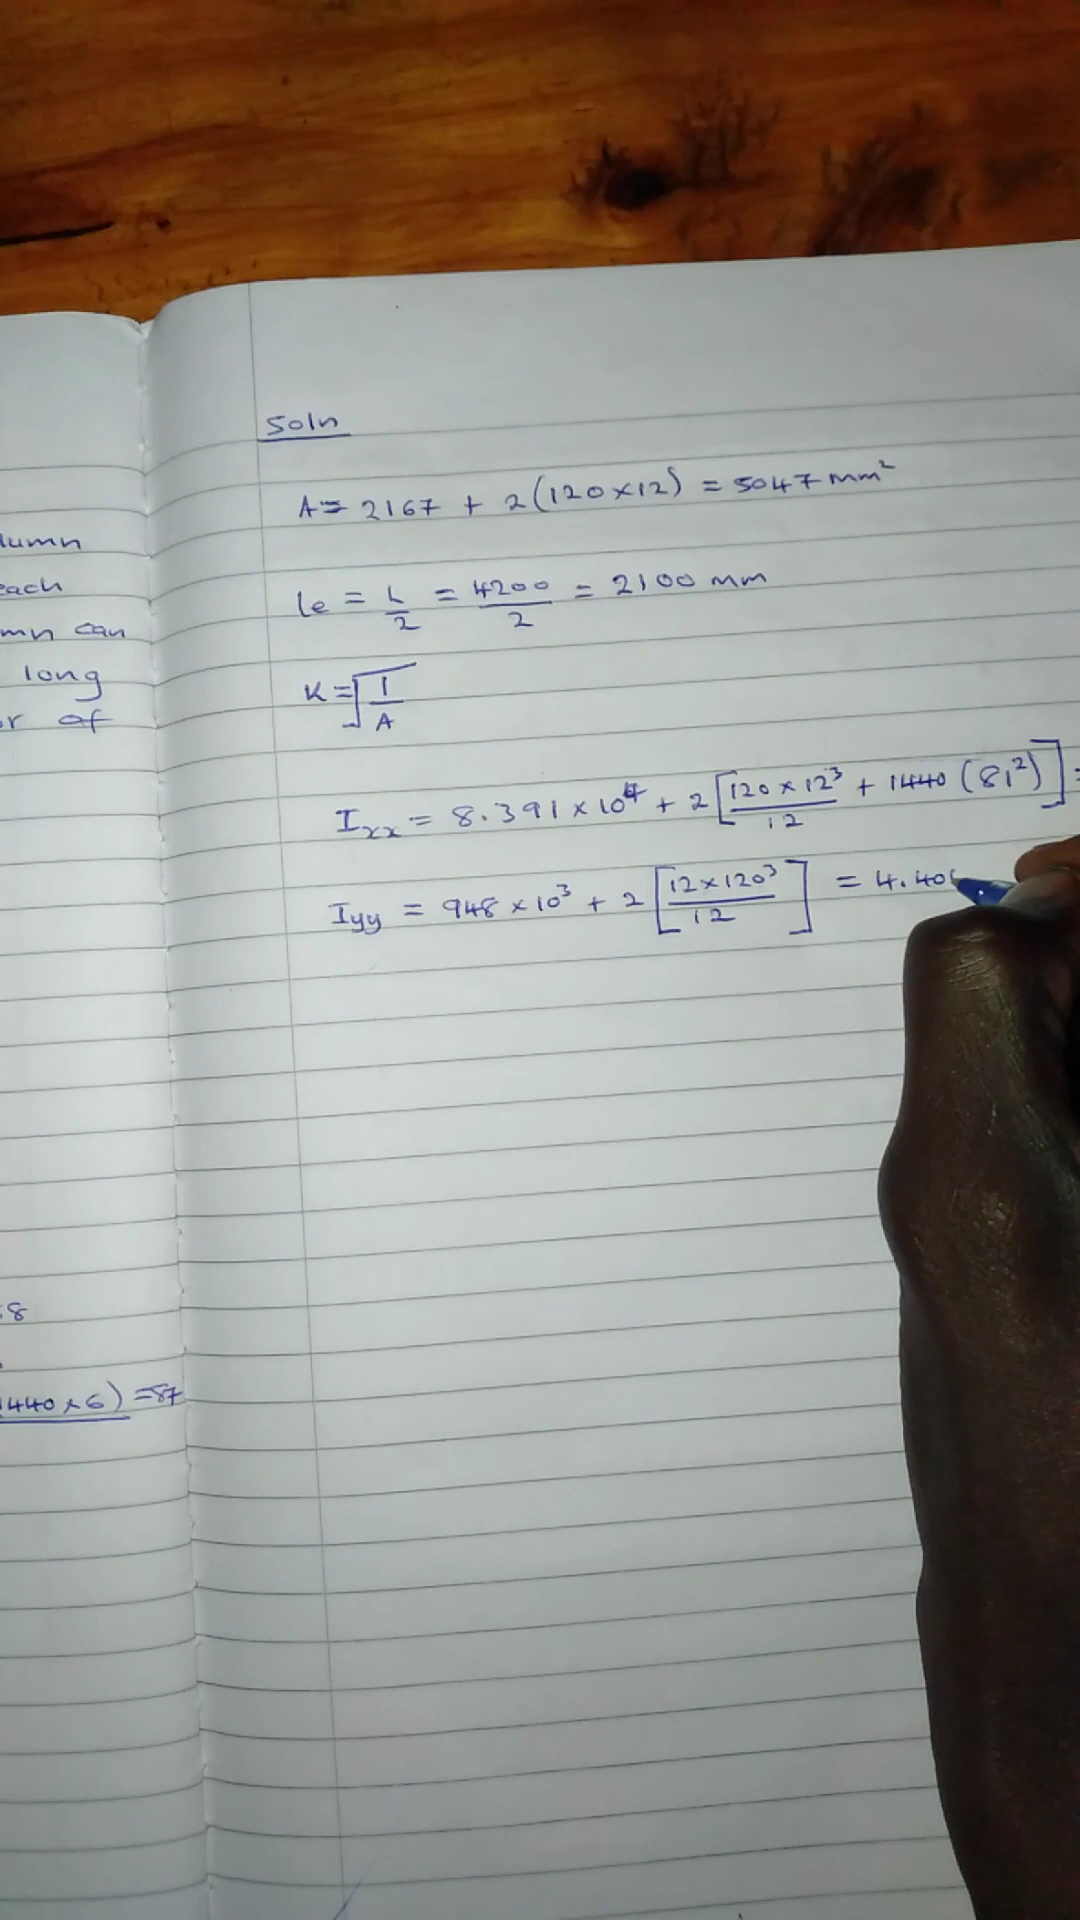 lumn
each
mn can
long
r of
.8
1440 × 6) = 87
Soln
A = 2167 + 2(120×12) = 5047 mm²
le = L/2 = 4200/2 = 2100 mm
K = √(I/A)
Ixx = 8.391 × 10 + 2[120 × 12³/12 + 1440 (81²)] =
Iyy = 948 × 10³ + 2[12×120³/12] = 4.40